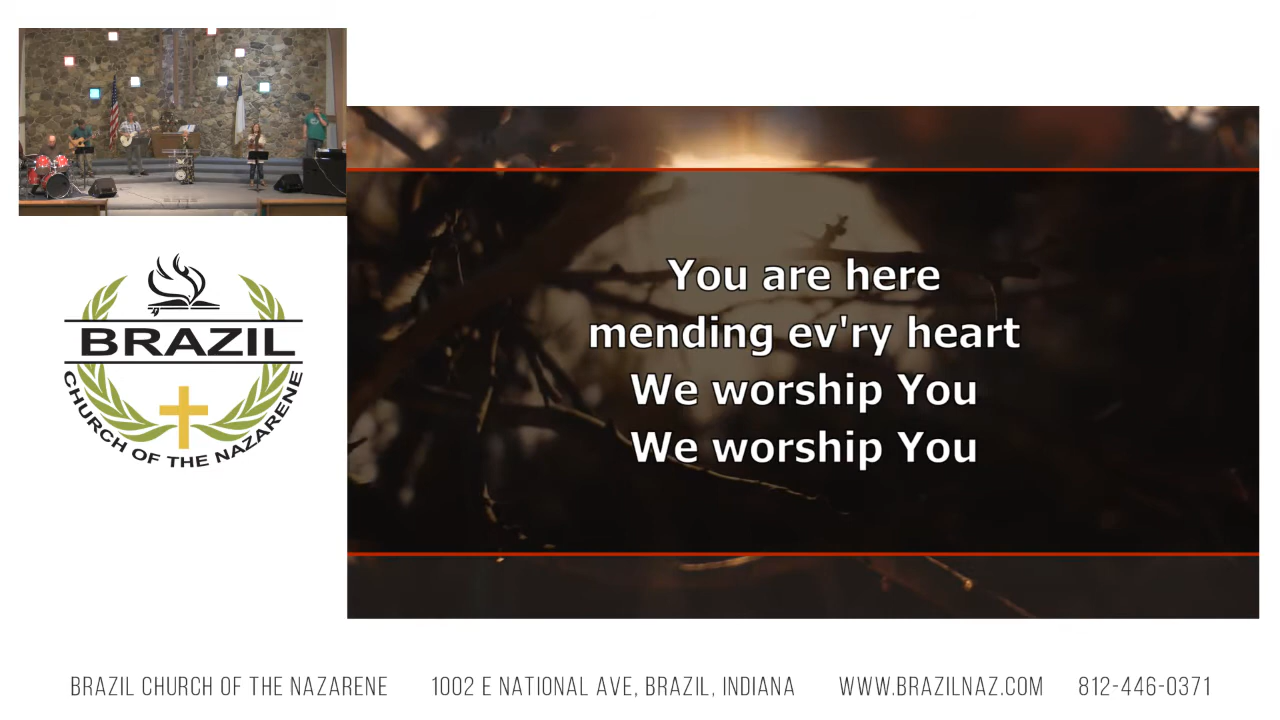 BRAZIL
CHURCH OF THE NAZARENE
You are here
mending ev'ry heart
We worship You
We worship You
BRAZIL CHURCH OF THE NAZARENE 1002 E NATIONAL AVE, BRAZIL, INDIANA WWW.BRAZILNAZ.COM 812-446-0371